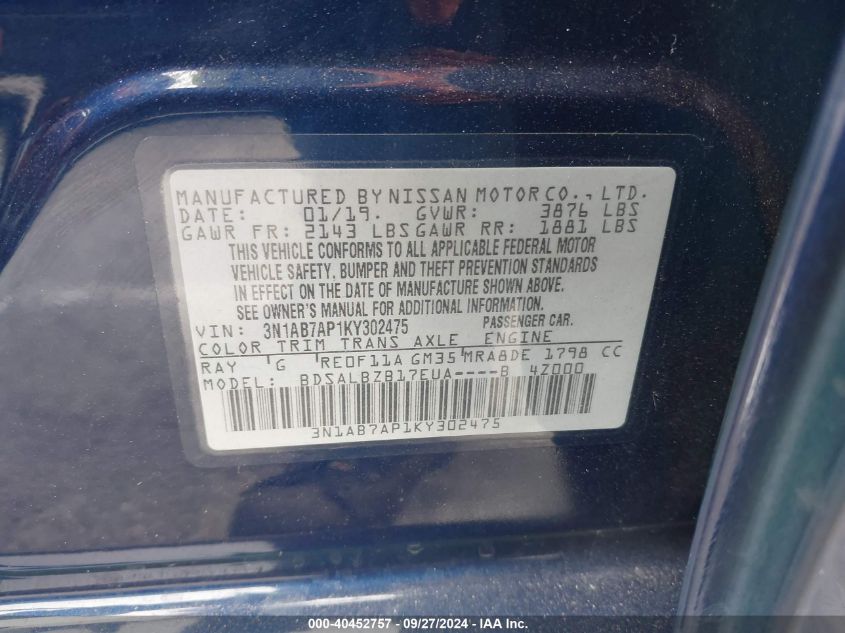 MANUFACTURED BY NISSAN MOTOR CO., LTD.
DATE: 01/19. GVWR: 3876 LBS
GAWR FR: 2143 LBS GAWR RR: 1881 LBS
THIS VEHICLE CONFORMS TO ALL APPLICABLE FEDERAL MOTOR
VEHICLE SAFETY, BUMPER AND THEFT PREVENTION STANDARDS
IN EFFECT ON THE DATE OF MANUFACTURE SHOWN ABOVE.
SEE OWNER'S MANUAL FOR ADDITIONAL INFORMATION.
VIN: 3N1AB7AP1KY302475 PASSENGER CAR.
COLOR TRIM TRANS AXLE ENGINE
RAY G RE0F11A GM35 MRA8DE 1798 CC
MODEL: BDSALBZB17EUA----B 4Z000
3N1AB7AP1KY302475
000-40452757 - 09/27/2024 - IAA Inc.